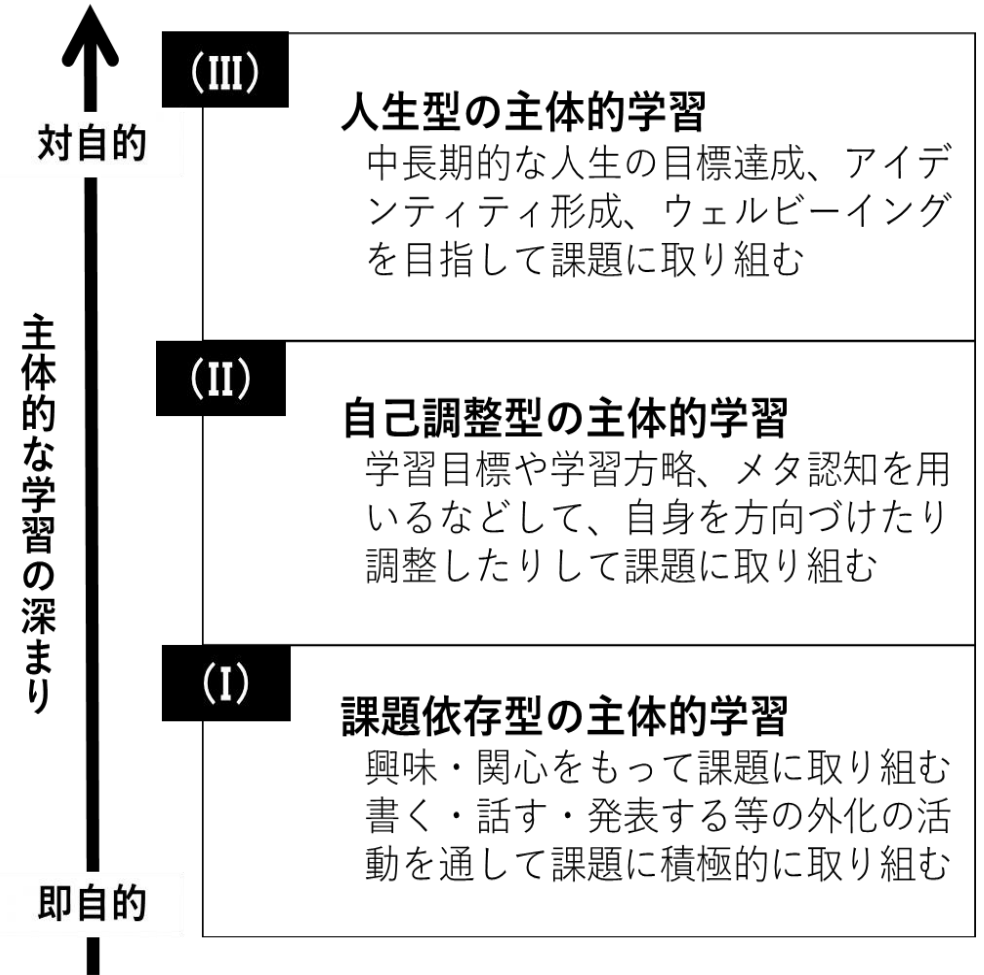 対自的
主体的な学習の深まり
即自的
(Ⅲ)
人生型の主体的学習
中長期的な人生の目標達成、アイデ
ンティティ形成、ウェルビーイング
を目指して課題に取り組む
(Ⅱ)
自己調整型の主体的学習
学習目標や学習方略、メタ認知を用
いるなどして、自身を方向づけたり
調整したりして課題に取り組む
(Ⅰ)
課題依存型の主体的学習
興味・関心をもって課題に取り組む
書く・話す・発表する等の外化の活
動を通して課題に積極的に取り組む